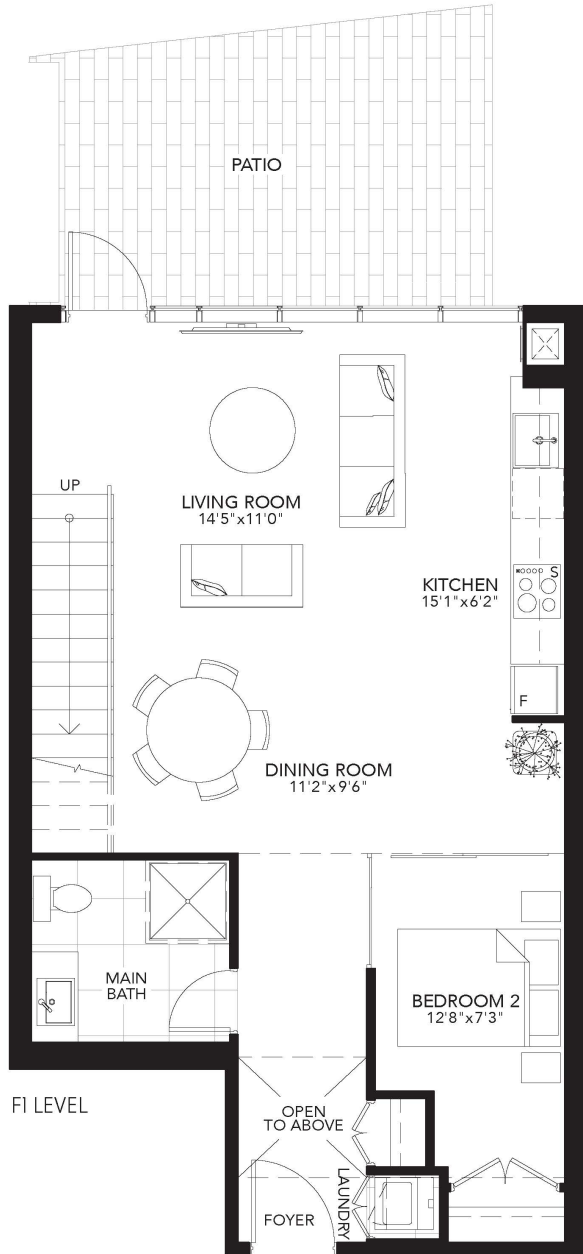 PATIO
UP
LIVING ROOM
14'5"x11'0"
S
KITCHEN
15'1"x6'2"
F
DINING ROOM
11'2"x9'6"
MAIN
BATH
BEDROOM 2
12'8"x7'3"
F1 LEVEL
OPEN
TO ABOVE
LAUNDRY
FOYER